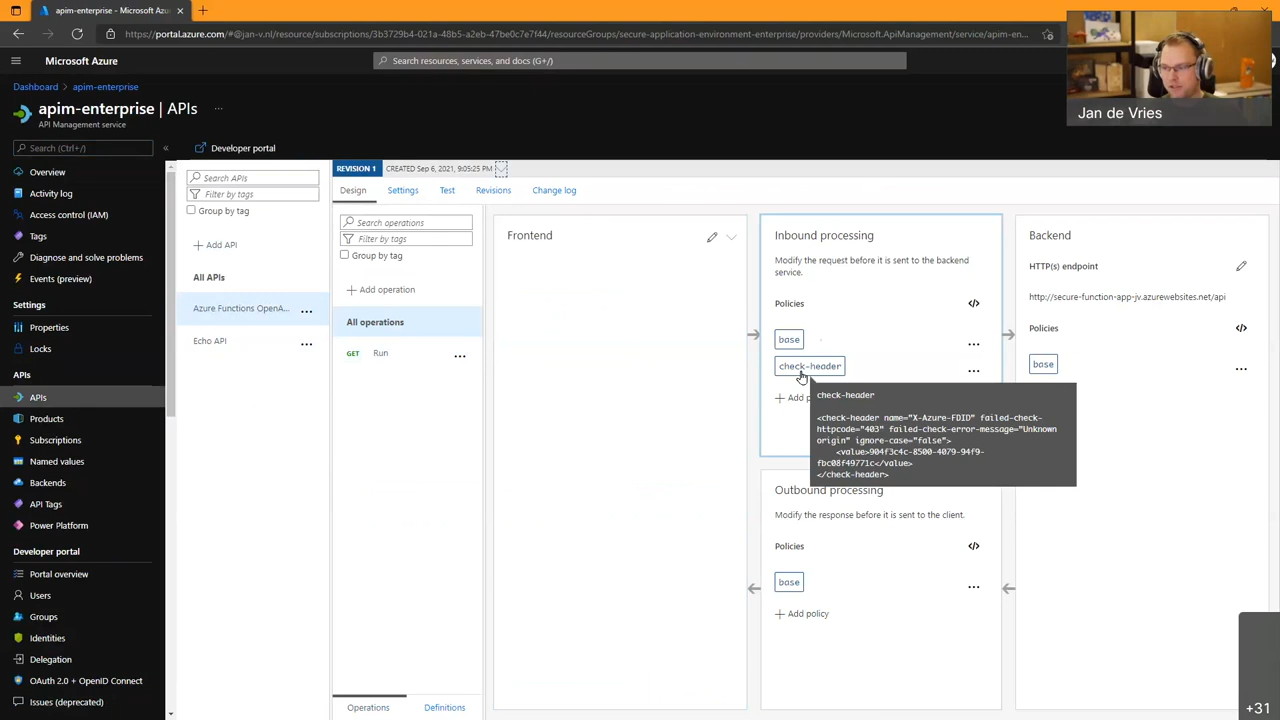 apim-enterprise - Microsoft Azu
https://portal.azure.com/#@jan-v.nl/resource/subscriptions/3b3729b4-021a-48b5-a2eb-47be0c7e7f44/resourceGroups/secure-application-environment-enterprise/providers/Microsoft.ApiManagement/service/apim-en...
Microsoft Azure
Search resources, services, and docs (G+/)
Jan de Vries
Dashboard > apim-enterprise
apim-enterprise | APIs ...
API Management service
Search (Ctrl+/)
«
Developer portal
Overview
Activity log
Access control (IAM)
Tags
Diagnose and solve problems
Events (preview)
Settings
Properties
Locks
APIs
APIs
Products
Subscriptions
Named values
Backends
API Tags
Power Platform
Developer portal
Portal overview
Users
Groups
Identities
Delegation
OAuth 2.0 + OpenID Connect
Issues (deprecated)
Search APIs
Filter by tags
Group by tag
+ Add API
All APIs
Azure Functions OpenA... ...
Echo API ...
REVISION 1 CREATED Sep 6, 2021, 9:05:25 PM
Design Settings Test Revisions Change log
Search operations
Filter by tags
Group by tag
+ Add operation
All operations
GET Run ...
Operations Definitions
Frontend
Inbound processing
Modify the request before it is sent to the backend
service.
Policies </>
base ...
check-header ...
+ Add p
check-header
<check-header name="X-Azure-FDID" failed-check-
httpcode="403" failed-check-error-message="Unknown
origin" ignore-case="false">
<value>904f3c4c-8500-4079-94f9-
fbc08f49771c</value>
</check-header>
Outbound processing
Modify the response before it is sent to the client.
Policies </>
base ...
+ Add policy
Backend
HTTP(s) endpoint
http://secure-function-app-jv.azurewebsites.net/api
Policies </>
base ...
+31